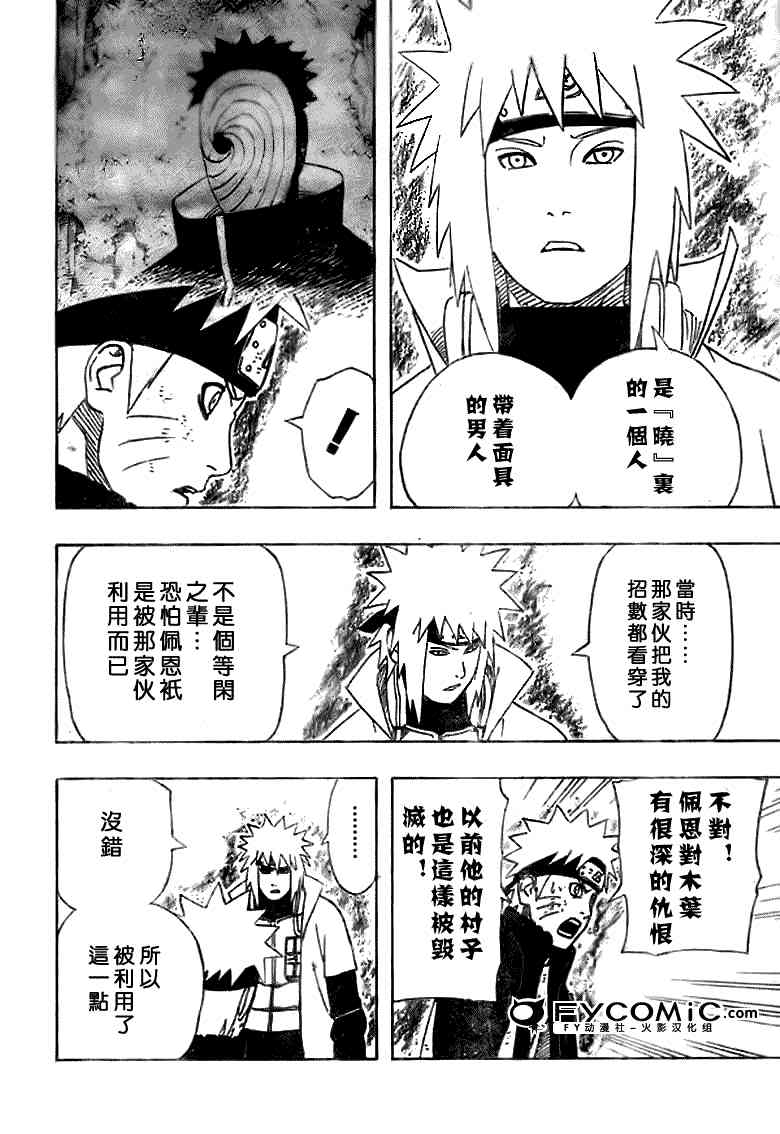 是『曉』裏
的一個人
帶着面具
的男人
！
當時……
那家伙把我的
招數都看穿了
不是個等閑
之輩…
恐怕佩恩衹
是被那家伙
利用而已
不對！
佩恩對木葉
有很深的仇恨
以前他的村子
也是這樣被毀
滅的！
………
沒錯
所以
被利用了
這一點
FYCOMIC.com
FY动漫社-火影汉化组